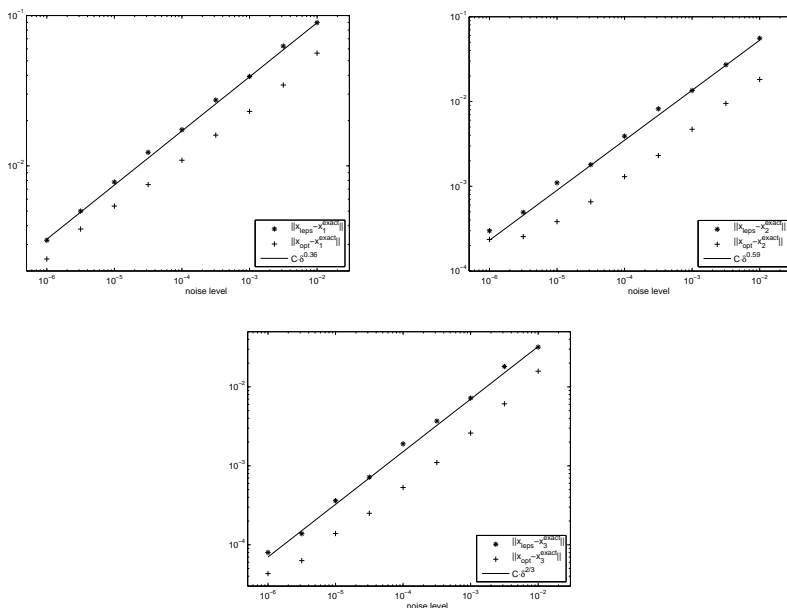 10⁻¹
10⁻²
10⁻⁶ 10⁻⁵ 10⁻⁴ 10⁻³ 10⁻²
noise level
||x_leps−x_1^exact||
||x_opt−x_1^exact||
C⋅δ^0.36
10⁻¹
10⁻²
10⁻³
10⁻⁴
10⁻⁶ 10⁻⁵ 10⁻⁴ 10⁻³ 10⁻²
noise level
||x_leps−x_2^exact||
||x_opt−x_2^exact||
C⋅δ^0.59
10⁻²
10⁻³
10⁻⁴
10⁻⁶ 10⁻⁵ 10⁻⁴ 10⁻³ 10⁻²
noise level
||x_leps−x_3^exact||
||x_opt−x_3^exact||
C⋅δ^2/3